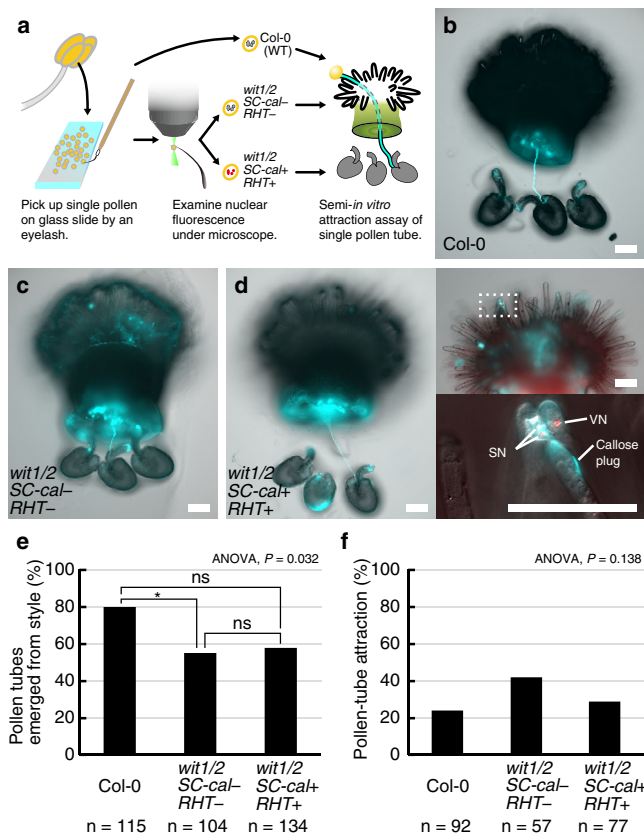 a
Col-0
(WT)
wit1/2
SC-cal–
RHT–
wit1/2
SC-cal+
RHT+
Pick up single pollen
on glass slide by an
eyelash.
Examine nuclear
fluorescence
under microscope.
Semi-in vitro
attraction assay of
single pollen tube.
b
Col-0
c
wit1/2
SC-cal–
RHT–
d
wit1/2
SC-cal+
RHT+
VN
SN
Callose
plug
e
ANOVA, P = 0.032
Pollen tubes
emerged from style (%)
100
80
60
40
20
0
ns
*
ns
Col-0
wit1/2
SC-cal–
RHT–
wit1/2
SC-cal+
RHT+
n = 115
n = 104
n = 134
f
ANOVA, P = 0.138
Pollen-tube attraction (%)
100
80
60
40
20
0
Col-0
wit1/2
SC-cal–
RHT–
wit1/2
SC-cal+
RHT+
n = 92
n = 57
n = 77